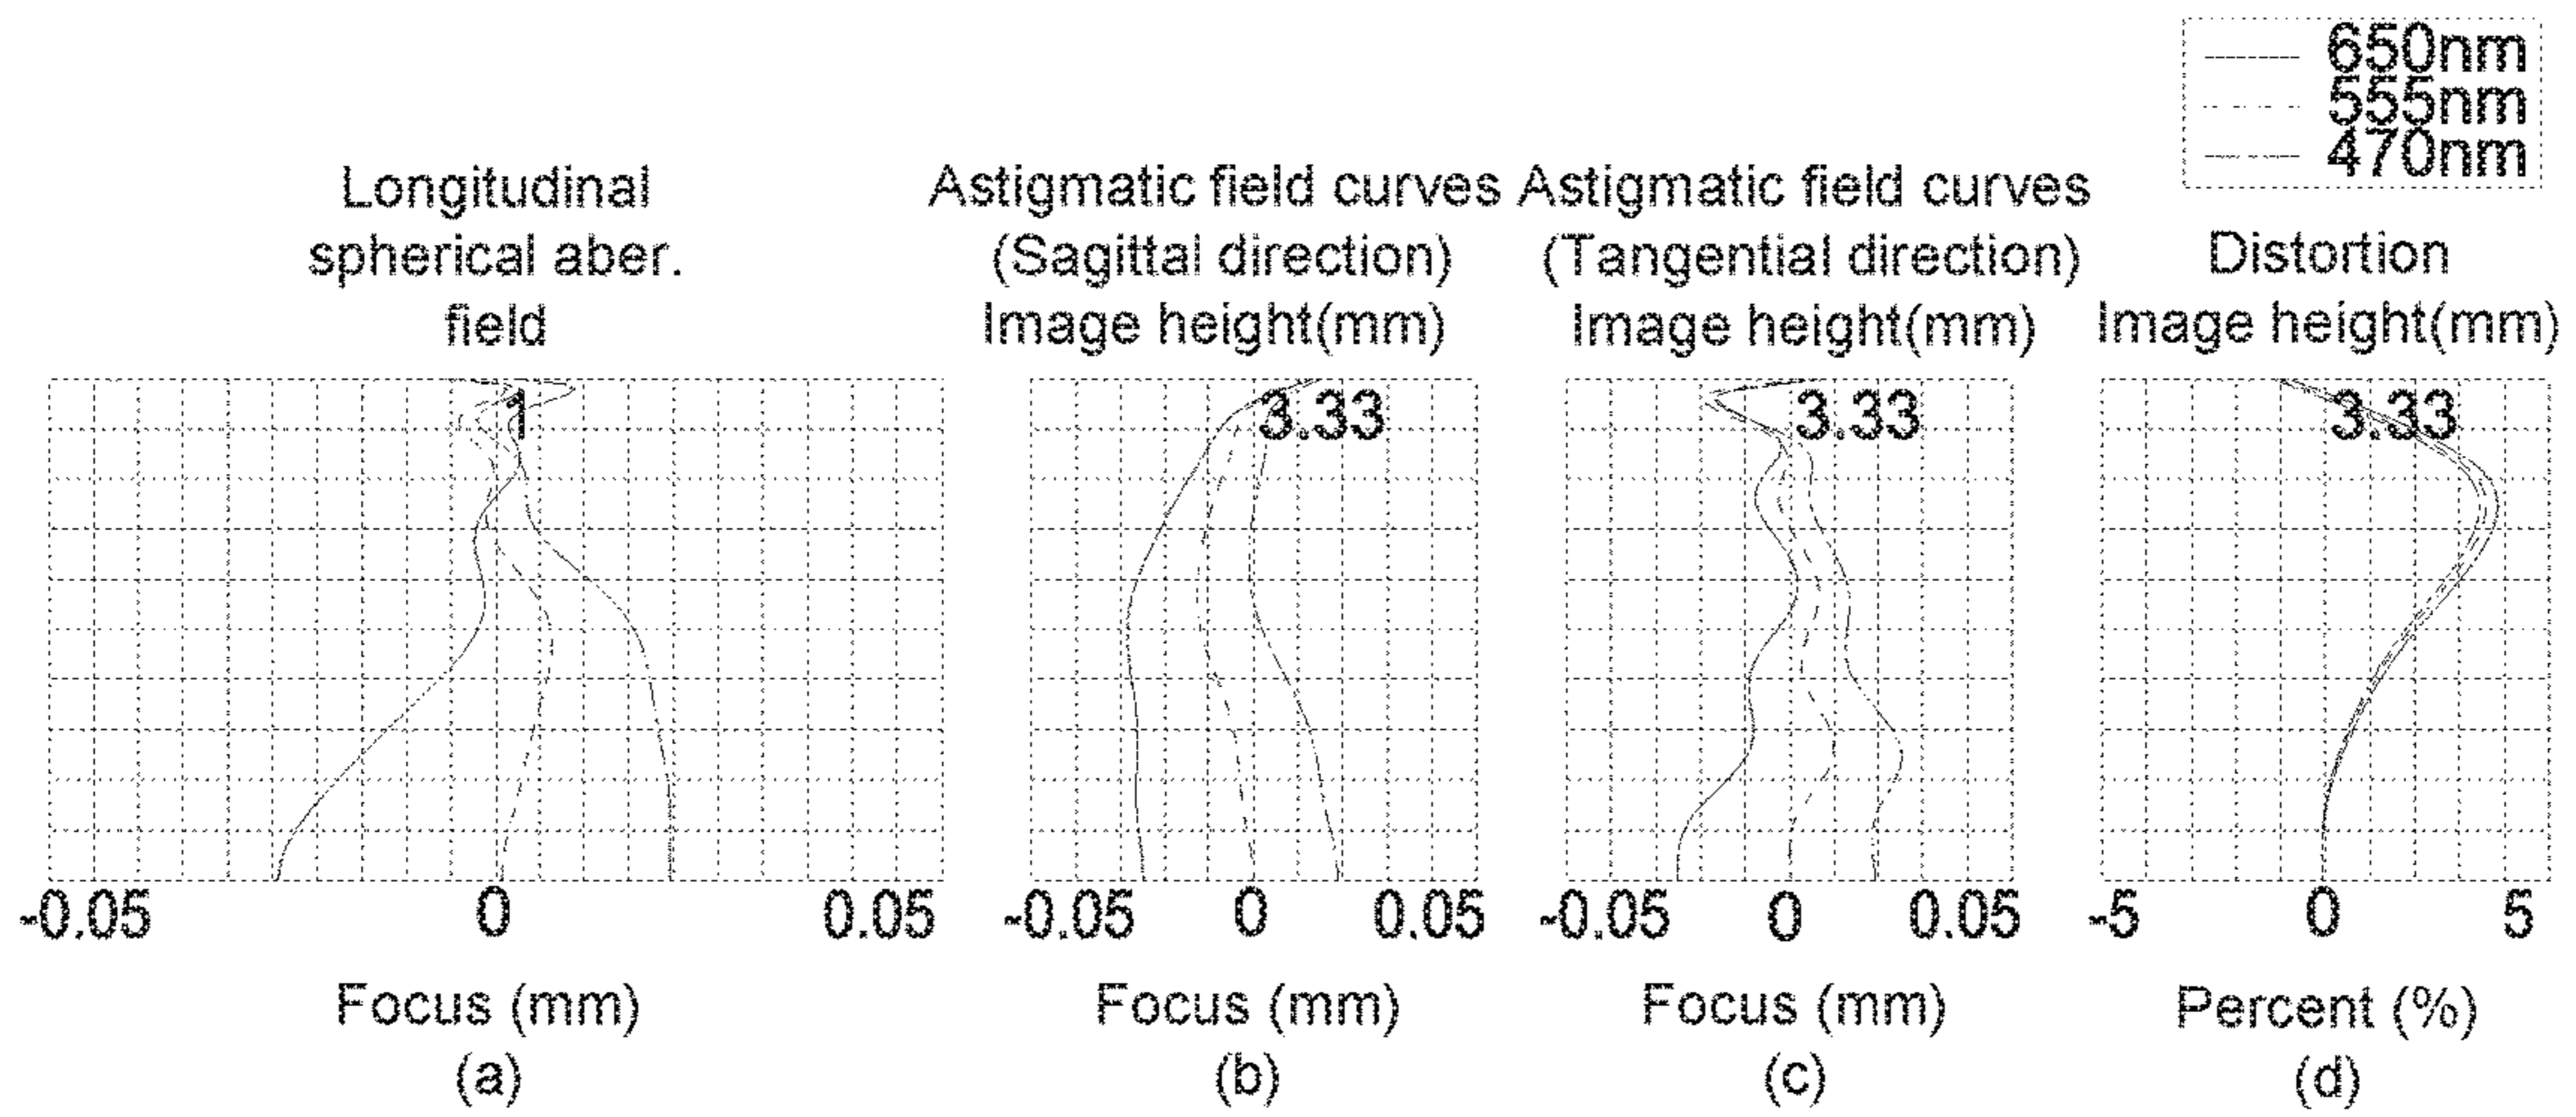 650nm
555nm
470nm
Longitudinal
spherical aber.
field
Astigmatic field curves
(Sagittal direction)
Image height(mm)
Astigmatic field curves
(Tangential direction)
Image height(mm)
Distortion
Image height(mm)
1
3.33
3.33
3.33
-0.05 0 0.05
-0.05 0 0.05
-0.05 0 0.05
-5 0 5
Focus (mm)
(a)
Focus (mm)
(b)
Focus (mm)
(c)
Percent (%)
(d)